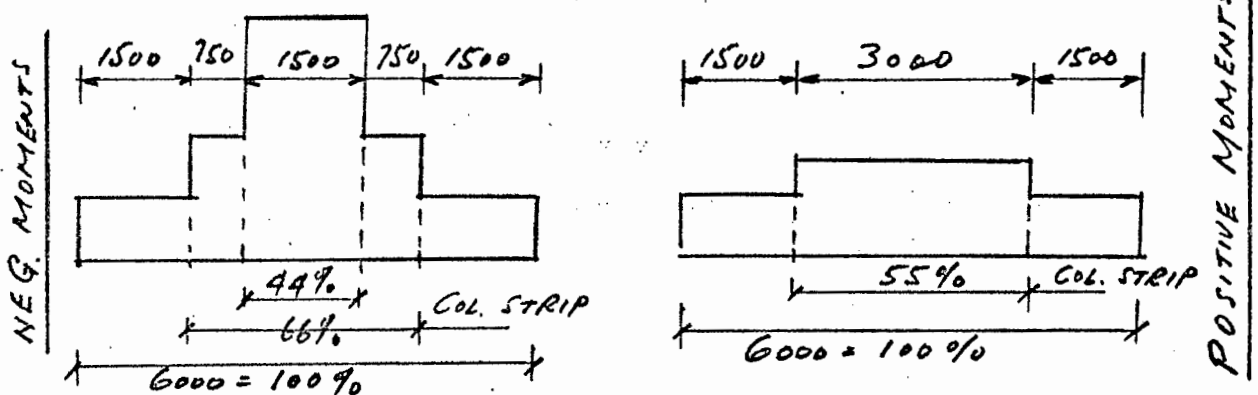 NEG. MOMENTS
1500 750 1500 750 1500
44%
66% COL. STRIP
6000 = 100%
1500 3000 1500
55% COL. STRIP
6000 = 100%
POSITIVE MOMENTS